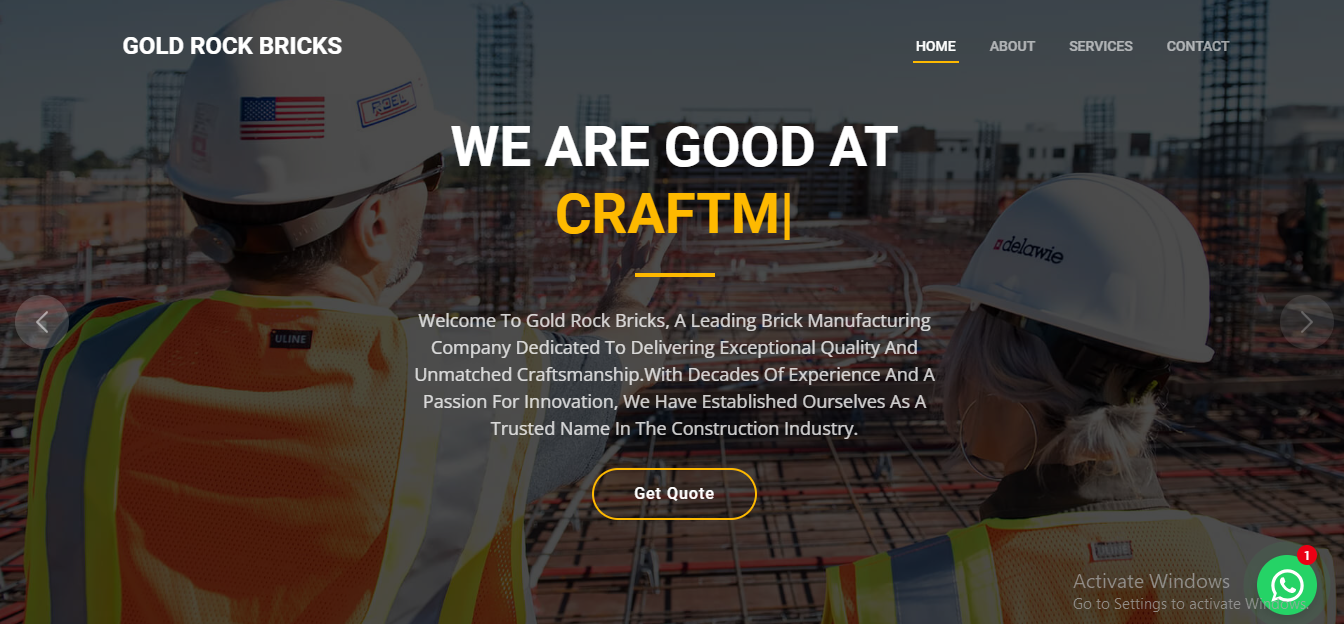 GOLD ROCK BRICKS
HOME ABOUT SERVICES CONTACT
WE ARE GOOD AT
CRAFTM|
Welcome To Gold Rock Bricks, A Leading Brick Manufacturing
Company Dedicated To Delivering Exceptional Quality And
Unmatched Craftsmanship.With Decades Of Experience And A
Passion For Innovation, We Have Established Ourselves As A
Trusted Name In The Construction Industry.
Get Quote
ULINE
delawie
1
Activate Windows
Go to Settings to activate Windows.